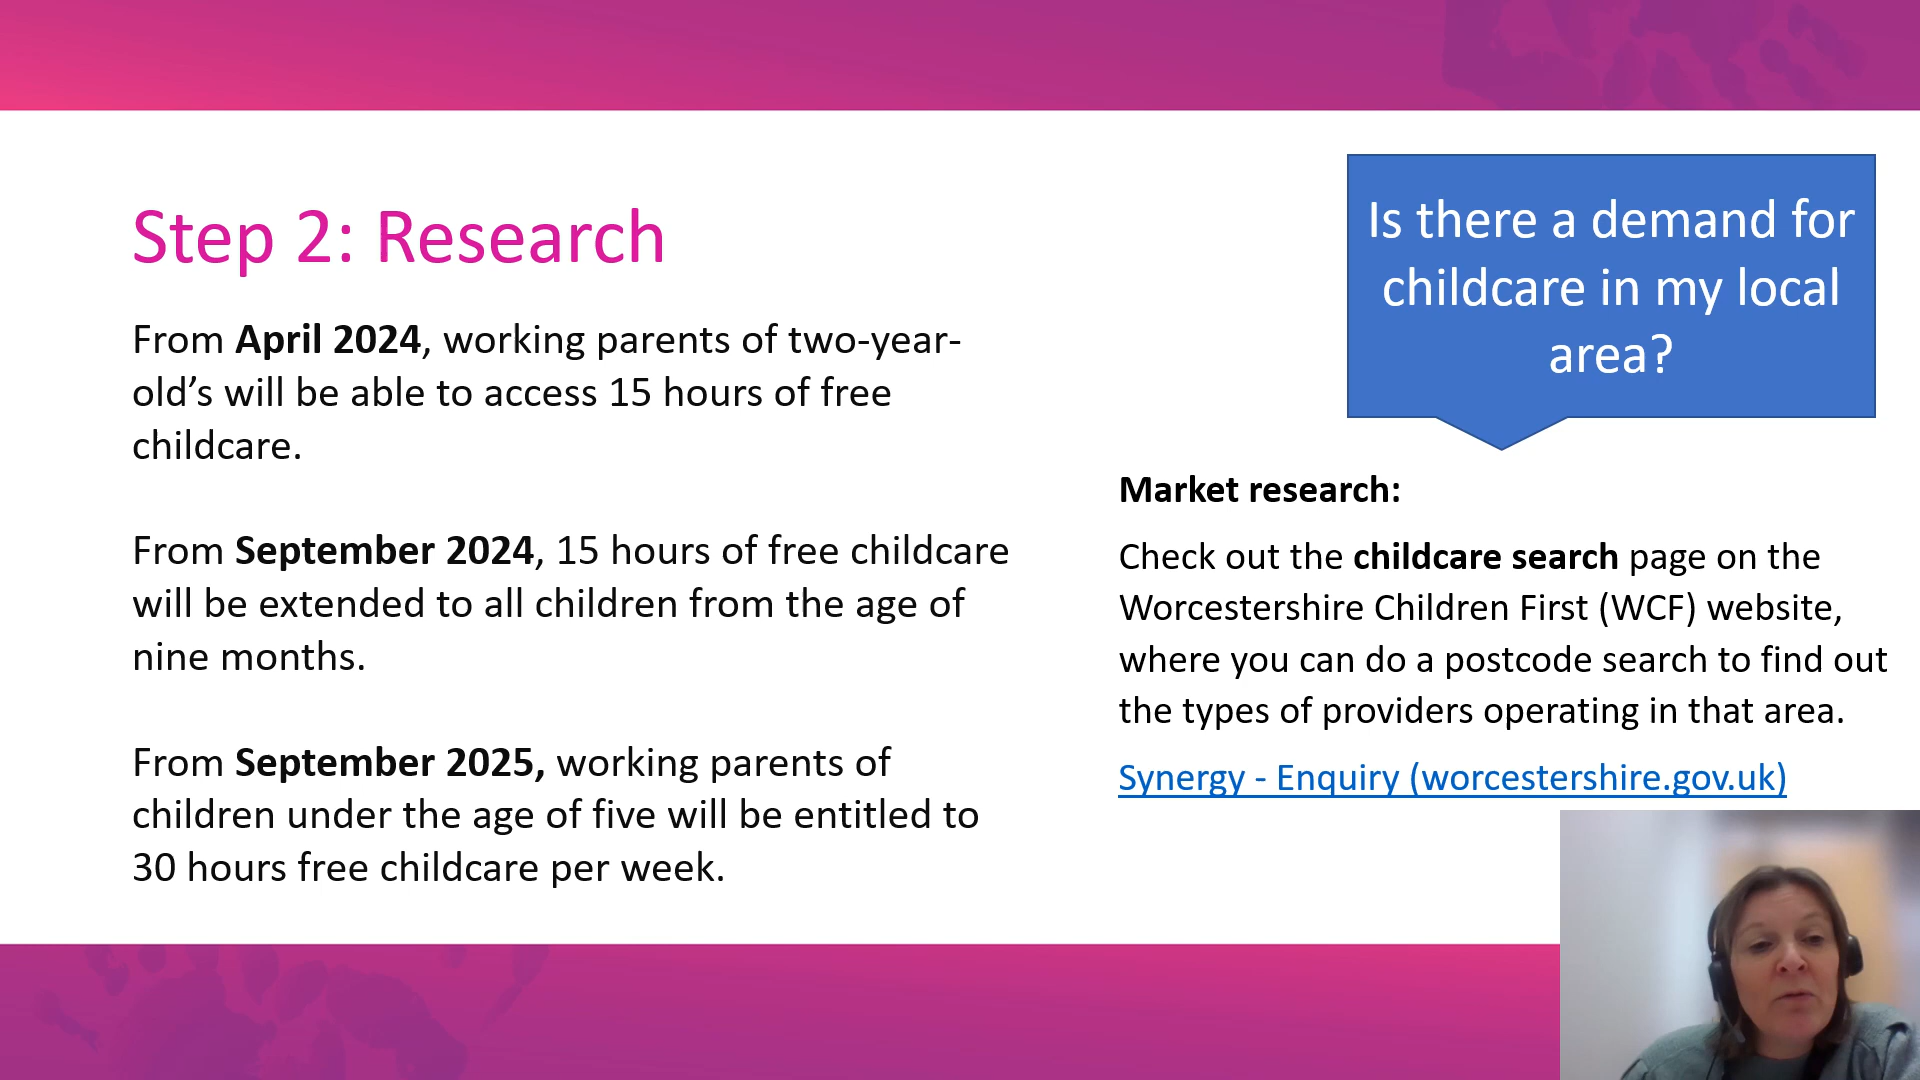 Step 2: Research
From April 2024, working parents of two-year-
old’s will be able to access 15 hours of free
childcare.
From September 2024, 15 hours of free childcare
will be extended to all children from the age of
nine months.
From September 2025, working parents of
children under the age of five will be entitled to
30 hours free childcare per week.
Is there a demand for
childcare in my local
area?
Market research:
Check out the childcare search page on the
Worcestershire Children First (WCF) website,
where you can do a postcode search to find out
the types of providers operating in that area.
Synergy - Enquiry (worcestershire.gov.uk)